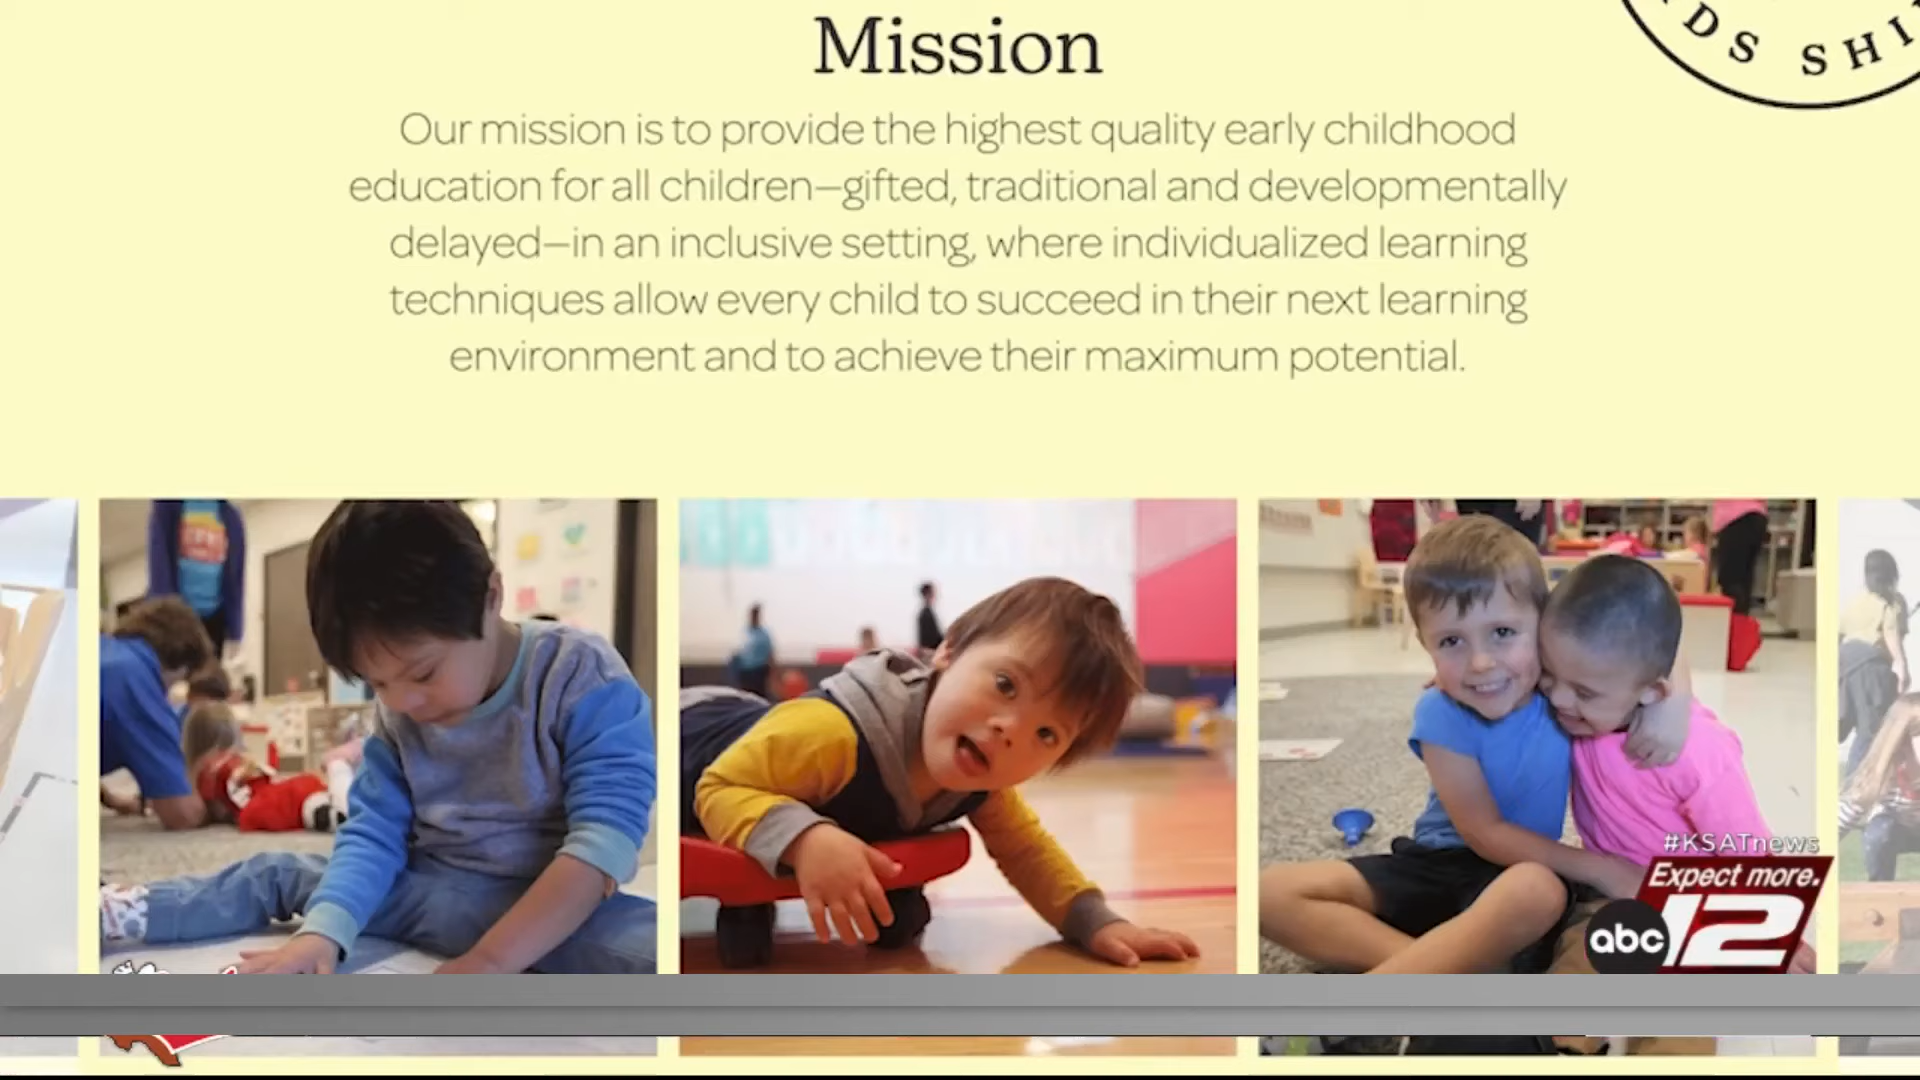 Mission
DS SHI
Our mission is to provide the highest quality early childhood
education for all children—gifted, traditional and developmentally
delayed—in an inclusive setting, where individualized learning
techniques allow every child to succeed in their next learning
environment and to achieve their maximum potential.
#KSATnews
Expect more.
abc 12